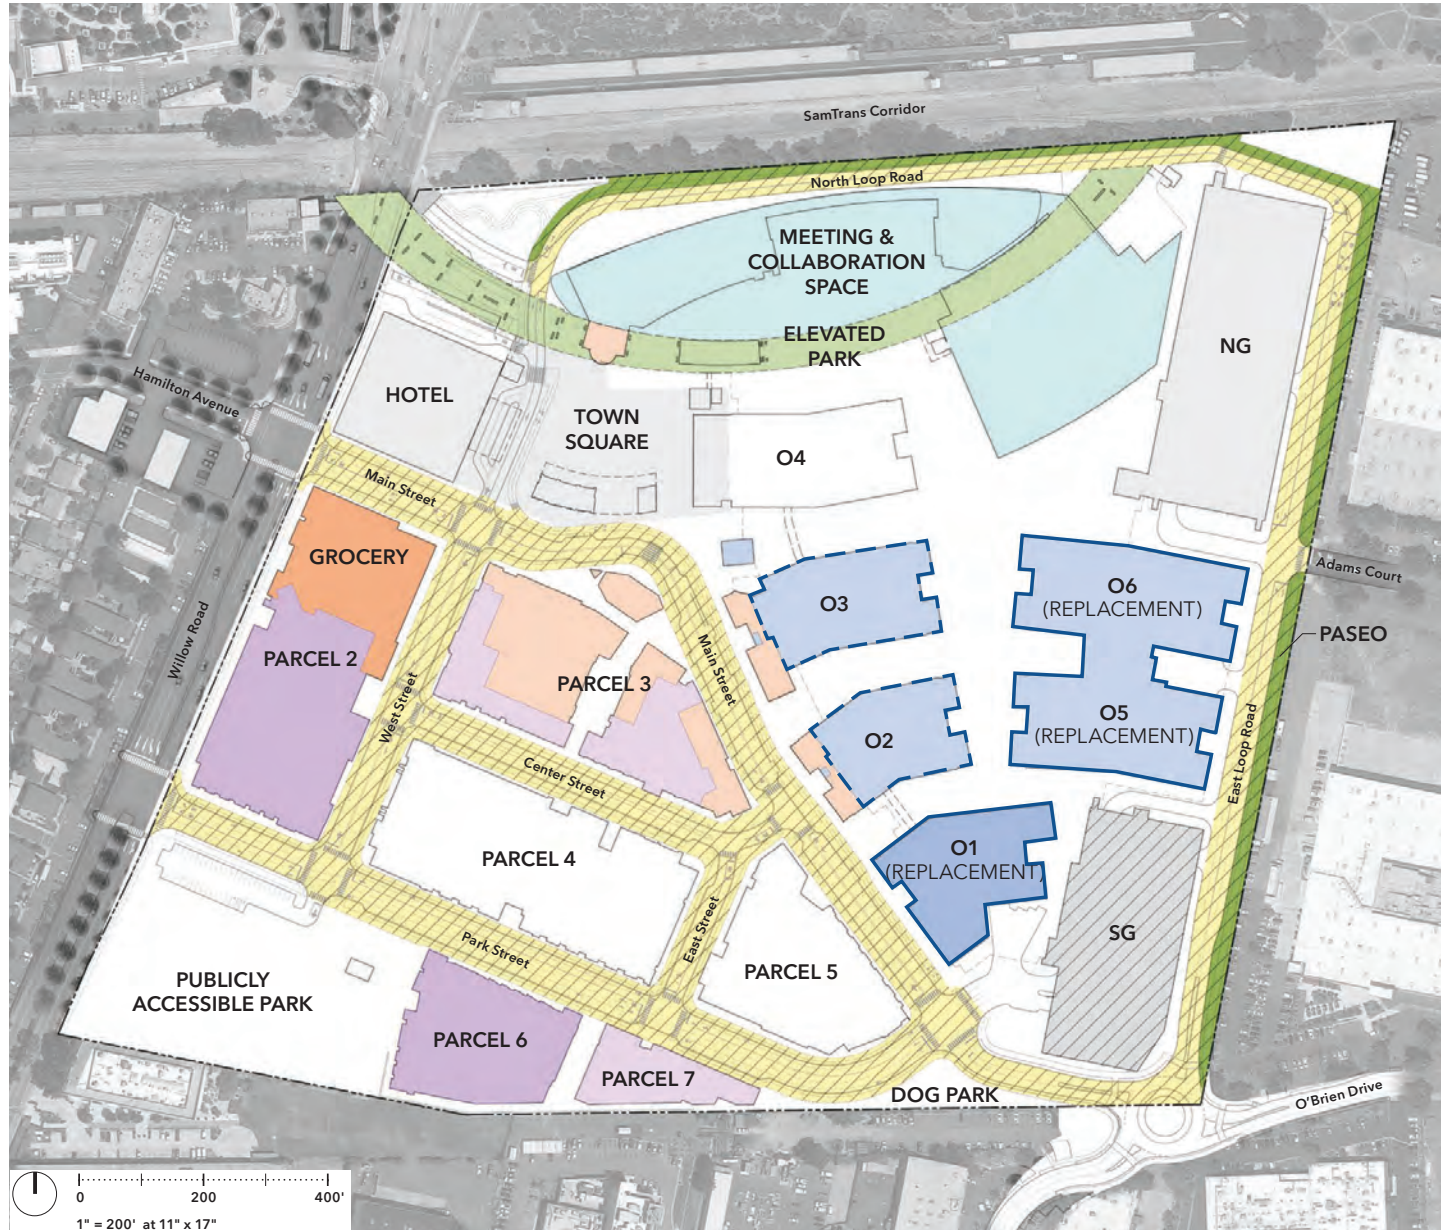 SamTrans Corridor
North Loop Road
MEETING &
COLLABORATION
SPACE
ELEVATED
PARK
NG
HOTEL
Hamilton Avenue
TOWN
SQUARE
O4
Main Street
GROCERY
Adams Court
O3
O6
(REPLACEMENT)
PASEO
Willow Road
PARCEL 2
PARCEL 3
Main Street
West Street
O2
O5
(REPLACEMENT)
East Loop Road
Center Street
PARCEL 4
O1
(REPLACEMENT)
SG
East Street
Park Street
PARCEL 5
PUBLICLY
ACCESSIBLE PARK
PARCEL 6
PARCEL 7
DOG PARK
O'Brien Drive
0 200 400'
1" = 200' at 11" x 17"